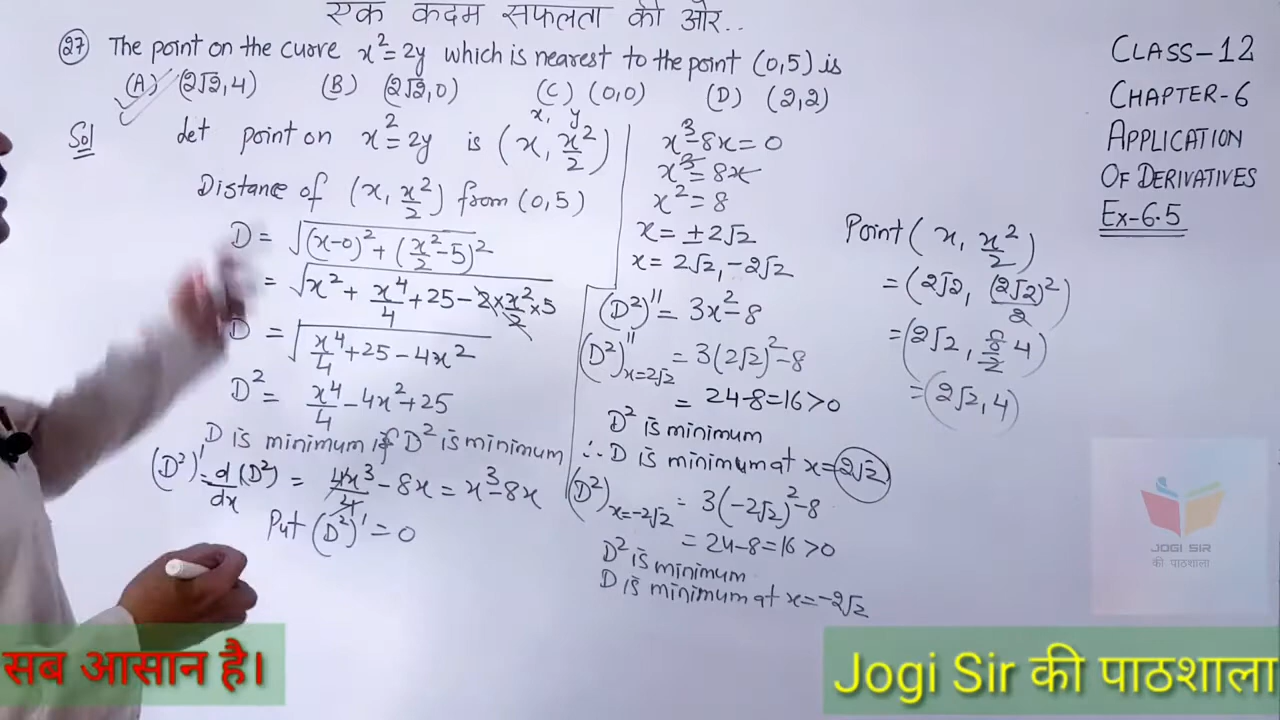 एक कदम सफलता की ओर..
(27) The point on the curve x²=2y which is nearest to the point (0,5) is
(A) (2√2,4) (B) (2√2,0) (C) (0,0) (D) (2,2)
Sol Let point on x²=2y is (x, x²/2)
x, y
Distance of (x, x²/2) from (0,5)
D = √(x-0)²+(x²/2-5)²
= √x²+x⁴/4+25-2×x²/2×5
D = √x⁴/4+25-4x²
D² = x⁴/4-4x²+25
D is minimum if D² is minimum
(D²)' = d/dx(D²) = 4x³/4-8x = x³-8x
Put (D²)' = 0
x³-8x=0
x³=8x
x²=8
x=±2√2
x=2√2,-2√2
(D²)''=3x²-8
(D²)''x=2√2 = 3(2√2)²-8
= 24-8=16>0
D² is minimum
∴ D is minimum at x=2√2
(D²)x=-2√2 = 3(-2√2)²-8
= 24-8=16>0
D² is minimum
D is minimum at x=-2√2
Point (x, x²/2)
= (2√2, (2√2)²/2)
= (2√2, 8/2 4)
= (2√2,4)
CLASS-12
CHAPTER-6
APPLICATION
OF DERIVATIVES
Ex-6.5
JOGI SIR
की पाठशाला
सब आसान है।
Jogi Sir की पाठशाला